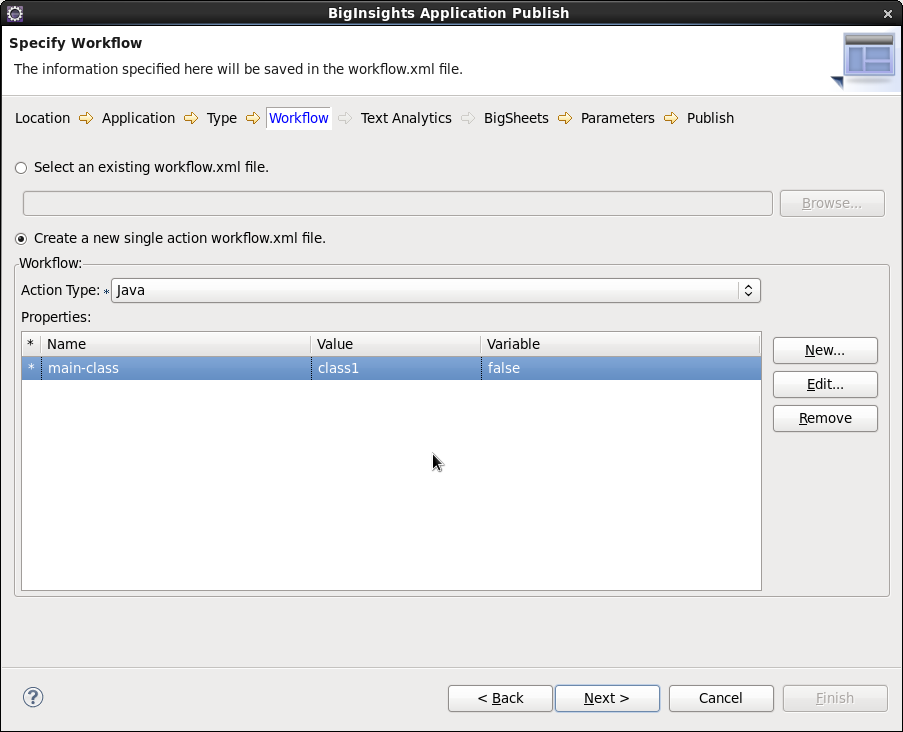 BigInsights Application Publish
Specify Workflow
The information specified here will be saved in the workflow.xml file.
Location Application Type Workflow Text Analytics BigSheets Parameters Publish
Select an existing workflow.xml file.
Browse...
Create a new single action workflow.xml file.
Workflow:
Action Type: * Java
Properties:
* Name Value Variable
* main-class class1 false
New...
Edit...
Remove
? < Back Next > Cancel Finish